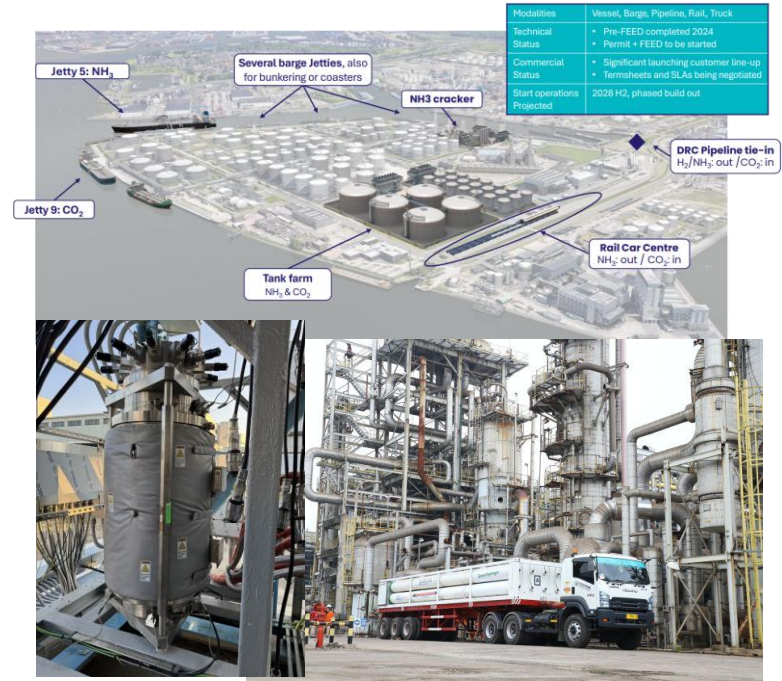 Modalities
Vessel, Barge, Pipeline, Rail, Truck
Technical
Status
• Pre-FEED completed 2024
• Permit + FEED to be started
Commercial
Status
• Significant launching customer line-up
• Termsheets and SLAs being negotiated
Start operations
Projected
2028 H2, phased build out
Jetty 5: NH₃
Several barge Jetties, also
for bunkering or coasters
NH3 cracker
DRC Pipeline tie-in
H₂/NH₃: out /CO₂: in
Jetty 9: CO₂
Rail Car Centre
NH₃: out / CO₂: in
Tank farm
NH₃ & CO₂